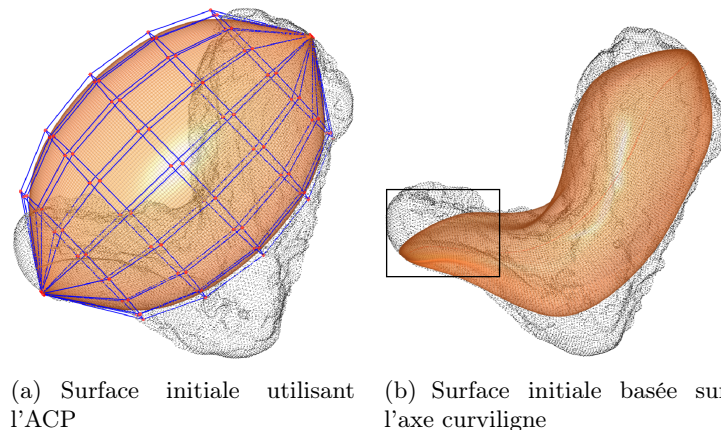 (a) Surface initiale utilisant
l'ACP
(b) Surface initiale basée sur
l'axe curviligne